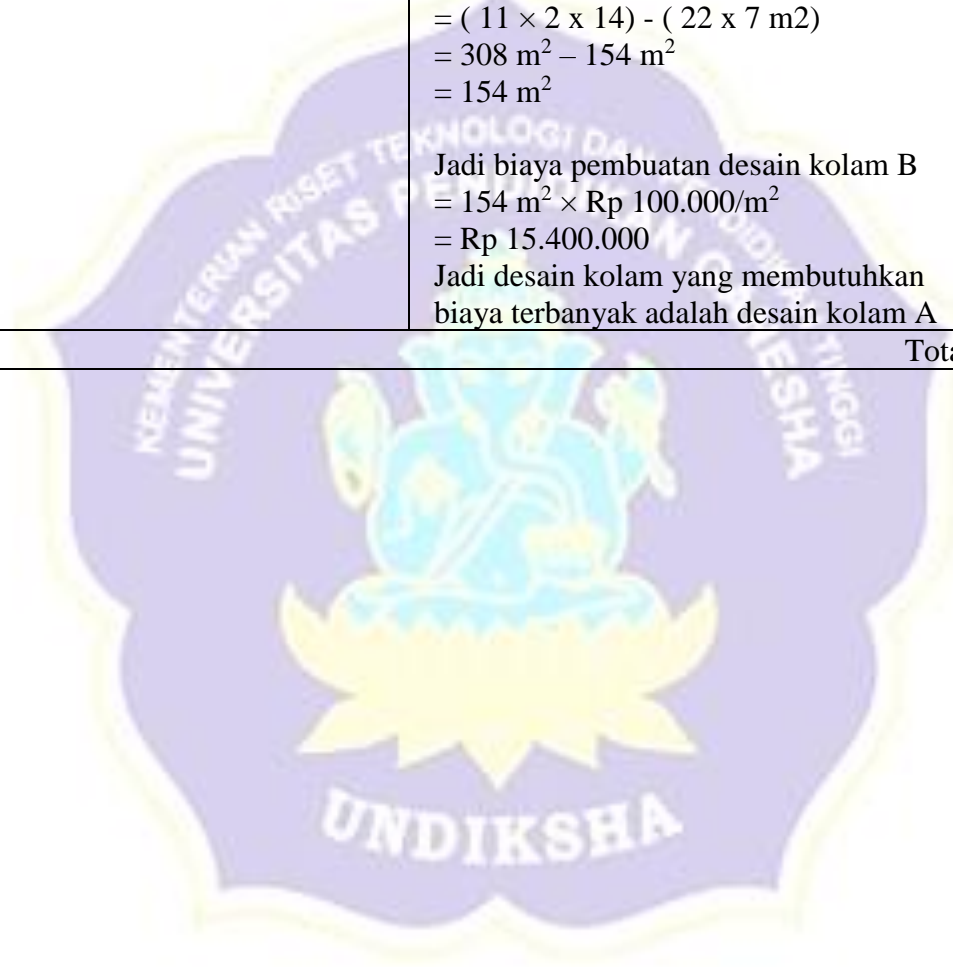 = ( 11 × 2 x 14) - ( 22 x 7 m2)
= 308 m² – 154 m²
= 154 m²
Jadi biaya pembuatan desain kolam B
= 154 m² × Rp 100.000/m²
= Rp 15.400.000
Jadi desain kolam yang membutuhkan
biaya terbanyak adalah desain kolam A
Tota
KEMENTERIAN RISET TEKNOLOGI DAN PENDIDIKAN TINGGI
UNIVERSITAS PENDIDIKAN GANESHA
UNDIKSHA